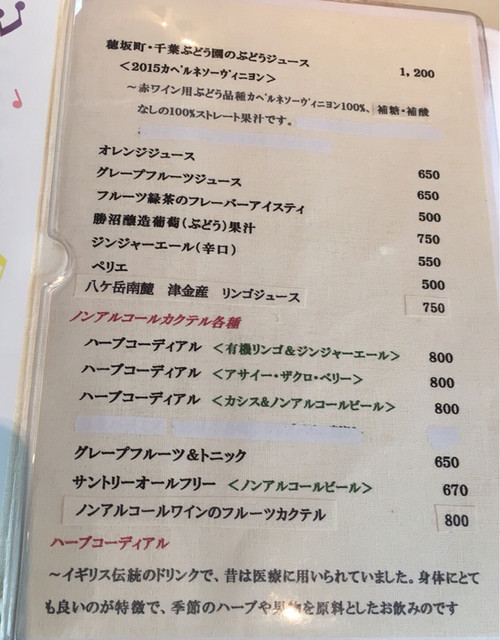 穂坂町・千葉ぶどう園のぶどうジュース 1,200
＜2015カベルネソーヴィニヨン＞
～赤ワイン用ぶどう品種カベルネソーヴィニヨン100%、補糖・補酸
なしの100%ストレート果汁です。
オレンジジュース 650
グレープフルーツジュース 650
フルーツ緑茶のフレーバーアイスティ 500
勝沼醸造葡萄(ぶどう)果汁 750
ジンジャーエール(辛口) 550
ペリエ 500
八ケ岳南麓 津金産 リンゴジュース 750
ノンアルコールカクテル各種
ハーブコーディアル ＜有機リンゴ＆ジンジャーエール＞ 800
ハーブコーディアル ＜アサイー・ザクロ・ベリー＞ 800
ハーブコーディアル ＜カシス&ノンアルコールビール＞ 800
グレープフルーツ＆トニック 650
サントリーオールフリー ＜ノンアルコールビール＞ 670
ノンアルコールワインのフルーツカクテル 800
ハーブコーディアル
～イギリス伝統のドリンクで、昔は医療に用いられていました。身体にとて
も良いのが特徴で、季節のハーブや果物を原料としたお飲みのです